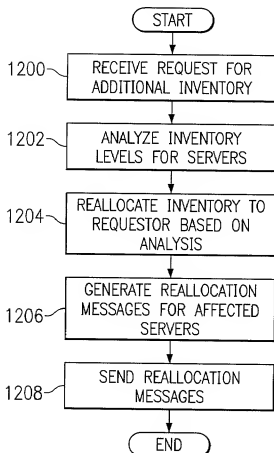 START
1200
RECEIVE REQUEST FOR
ADDITIONAL INVENTORY
1202
ANALYZE INVENTORY
LEVELS FOR SERVERS
1204
REALLOCATE INVENTORY TO
REQUESTOR BASED ON
ANALYSIS
1206
GENERATE REALLOCATION
MESSAGES FOR AFFECTED
SERVERS
1208
SEND REALLOCATION
MESSAGES
END